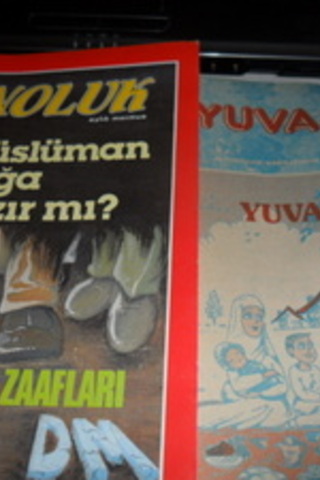 NOLUK
aylık mecmua
üslüman
ğa
zır mı?
ZAAFLARI
DM
YUVA
YUVA